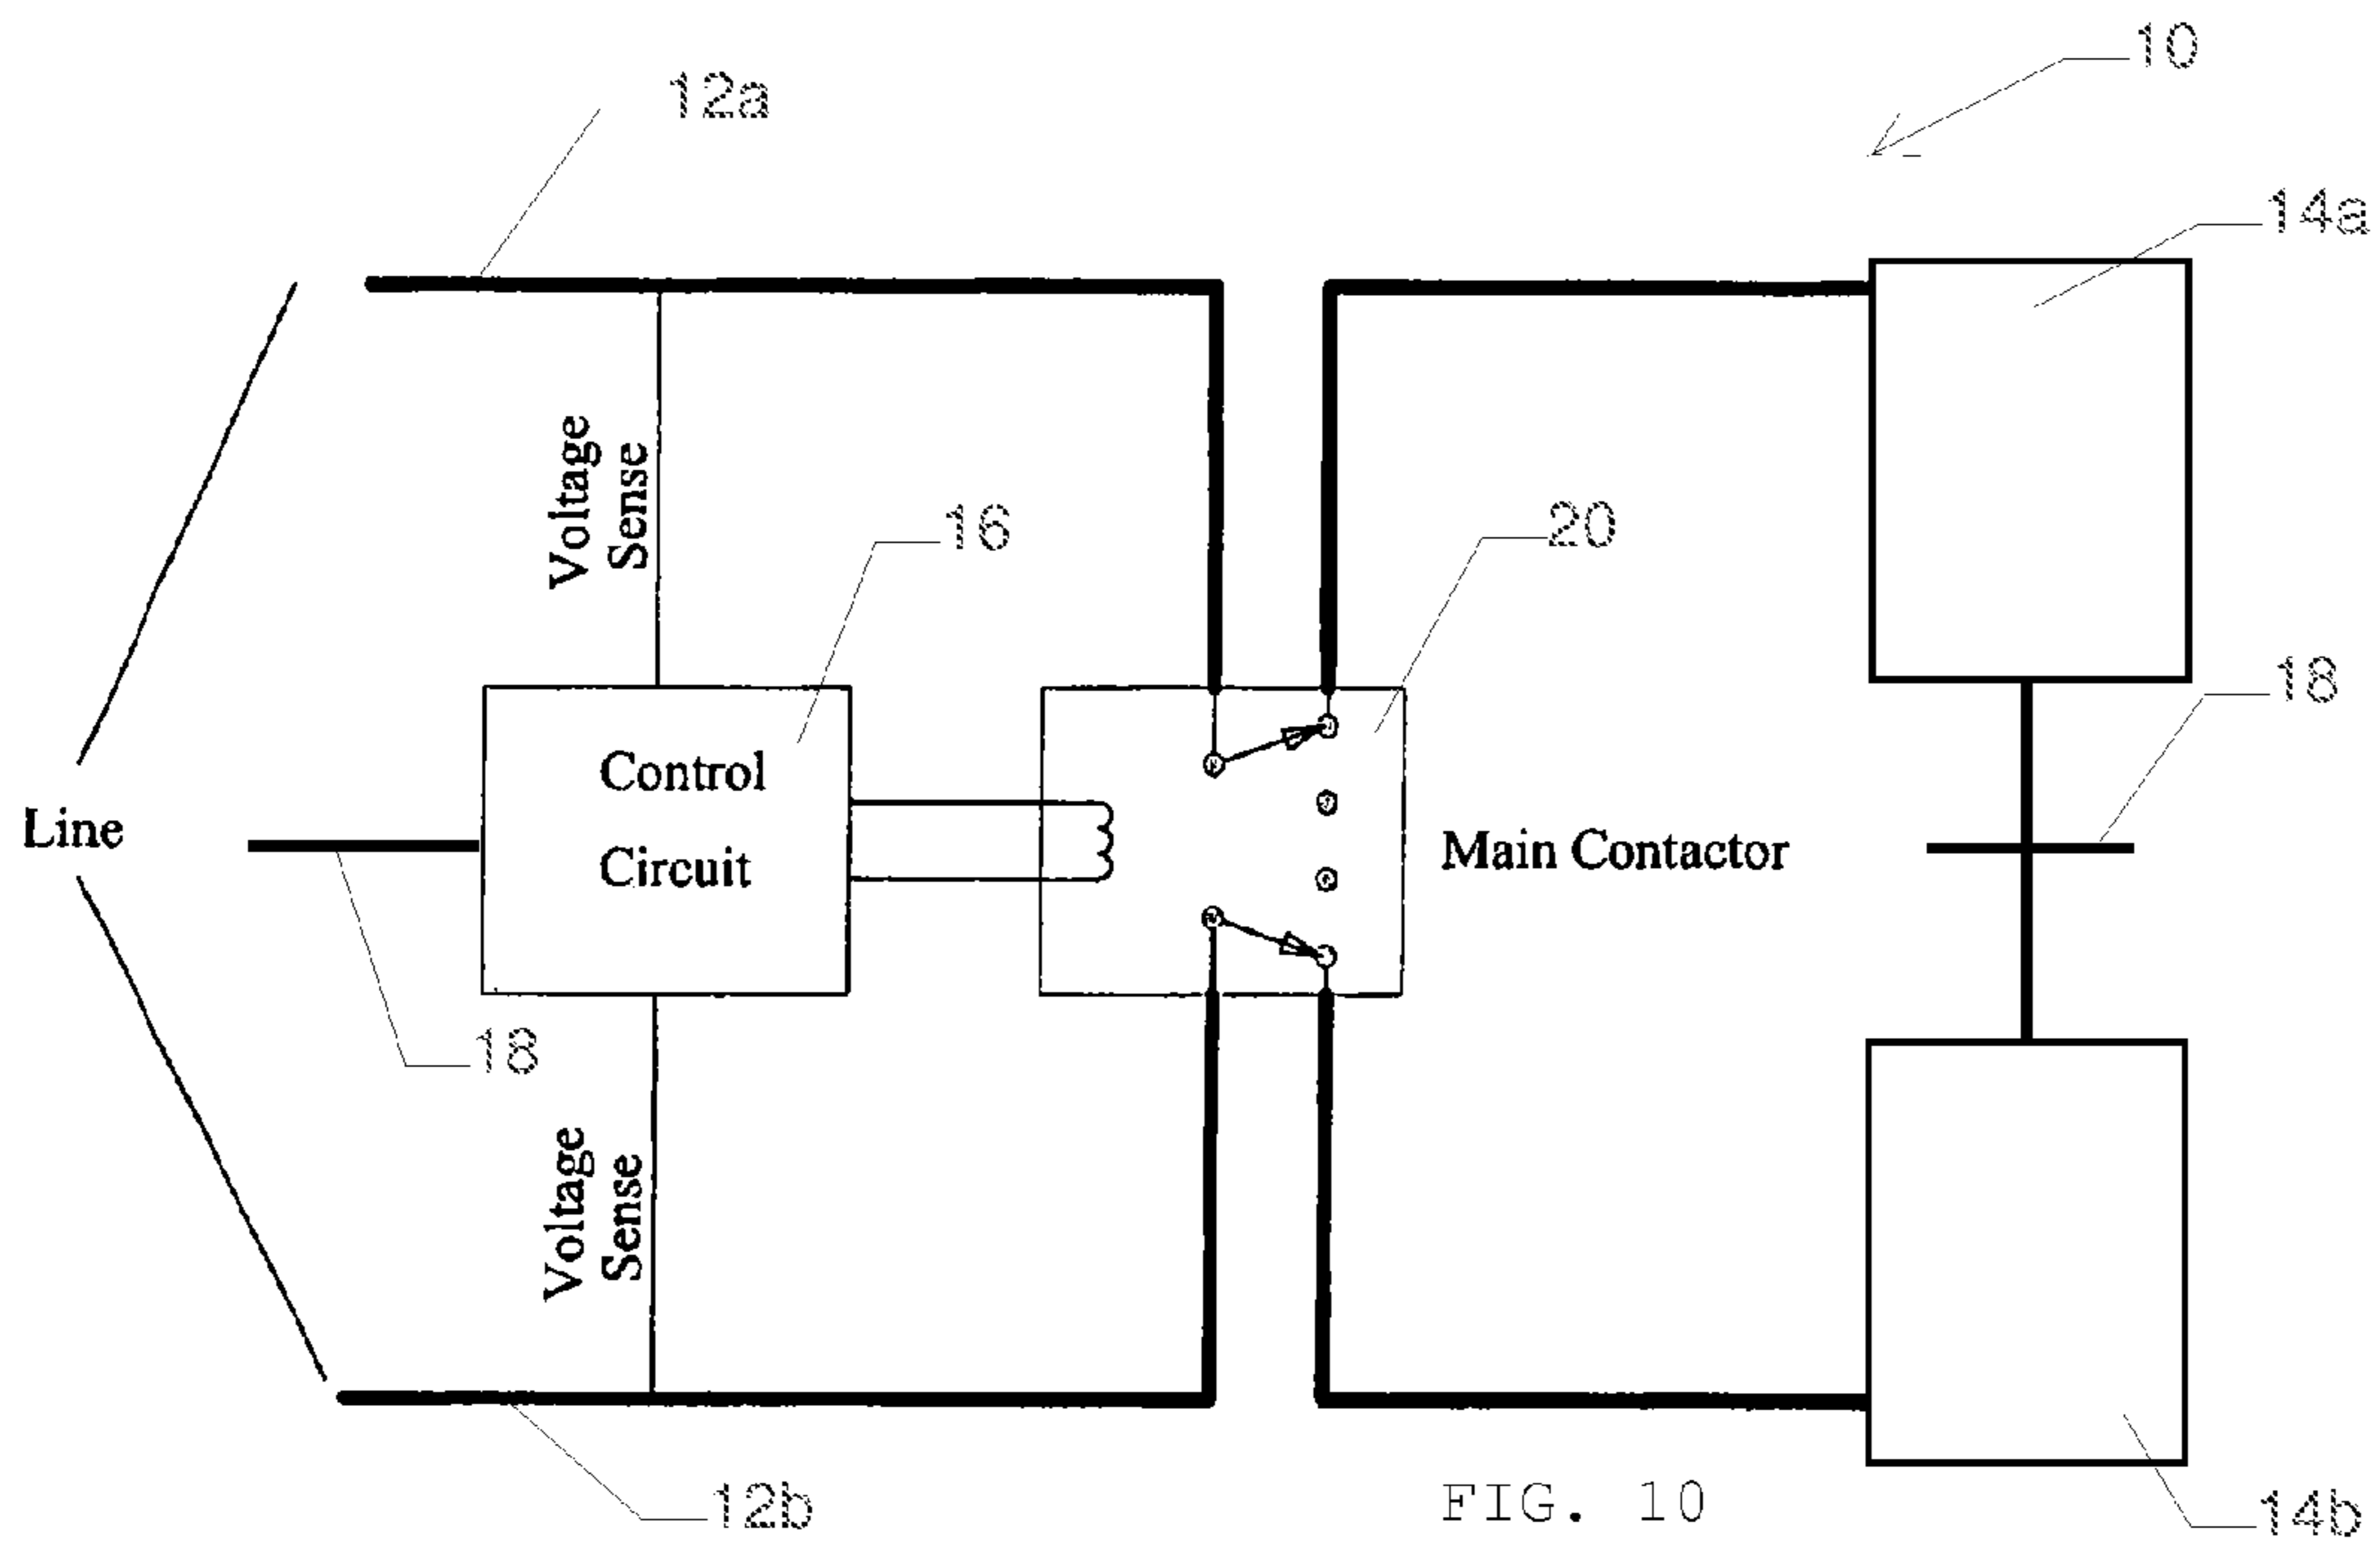 10
12a
14a
Voltage
Sense
16
20
18
Control
Circuit
Line
Main Contactor
18
Voltage
Sense
12b
FIG. 10
14b